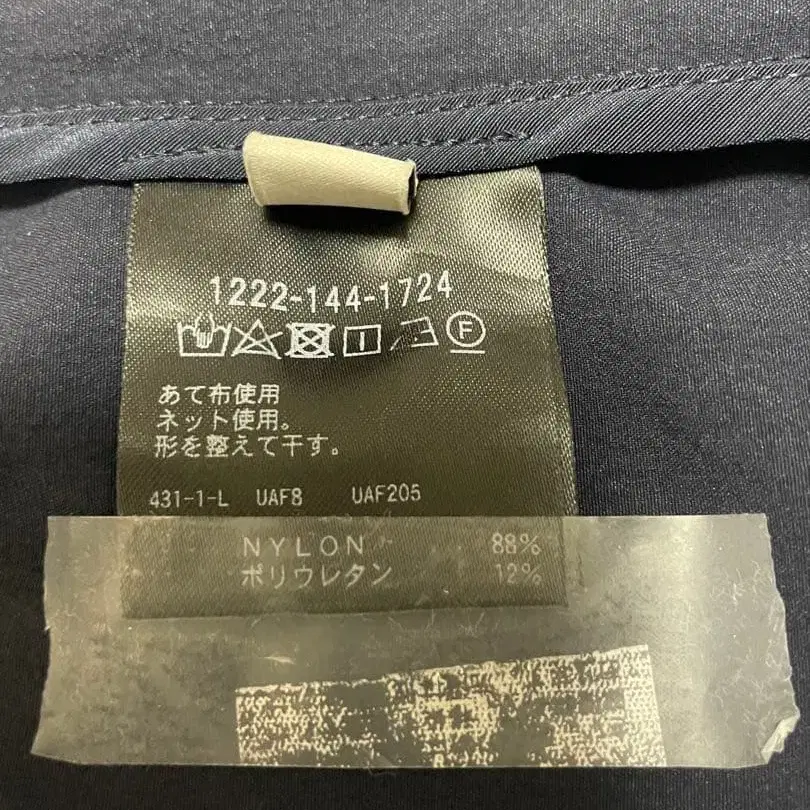 1222-144-1724
あて布使用
ネット使用。
形を整えて干す。
431-1-L UAF8 UAF205
NYLON 88%
ポリウレタン 12%